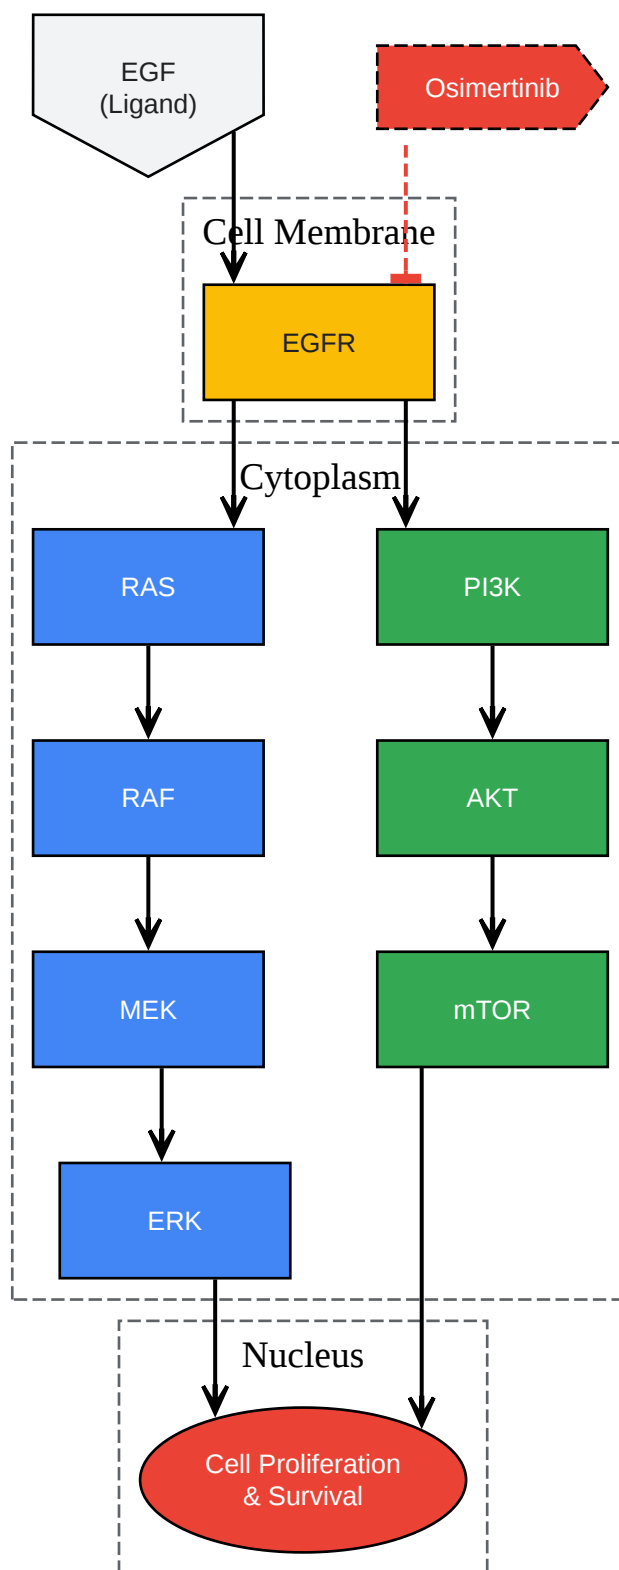 EGF
(Ligand)
Osimertinib
Cell Membrane
EGFR
Cytoplasm
RAS
PI3K
RAF
AKT
MEK
mTOR
ERK
Nucleus
Cell Proliferation
& Survival